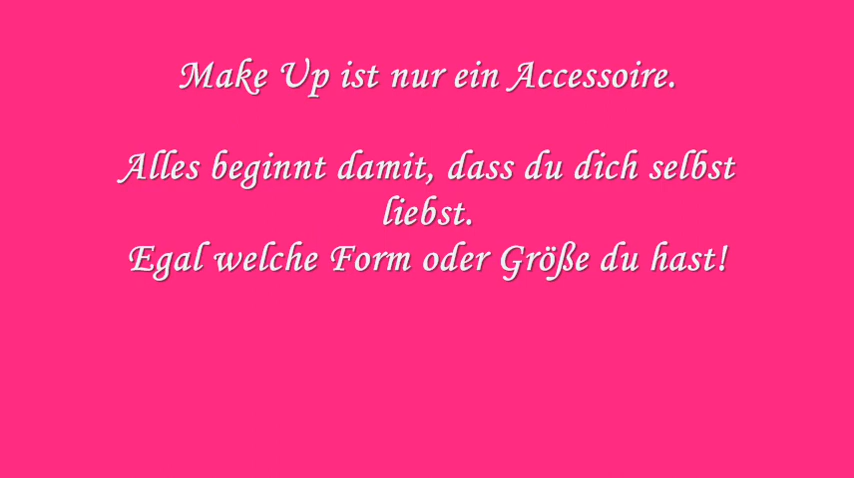 Make Up ist nur ein Accessoire.
Alles beginnt damit, dass du dich selbst
liebst.
Egal welche Form oder Größe du hast!